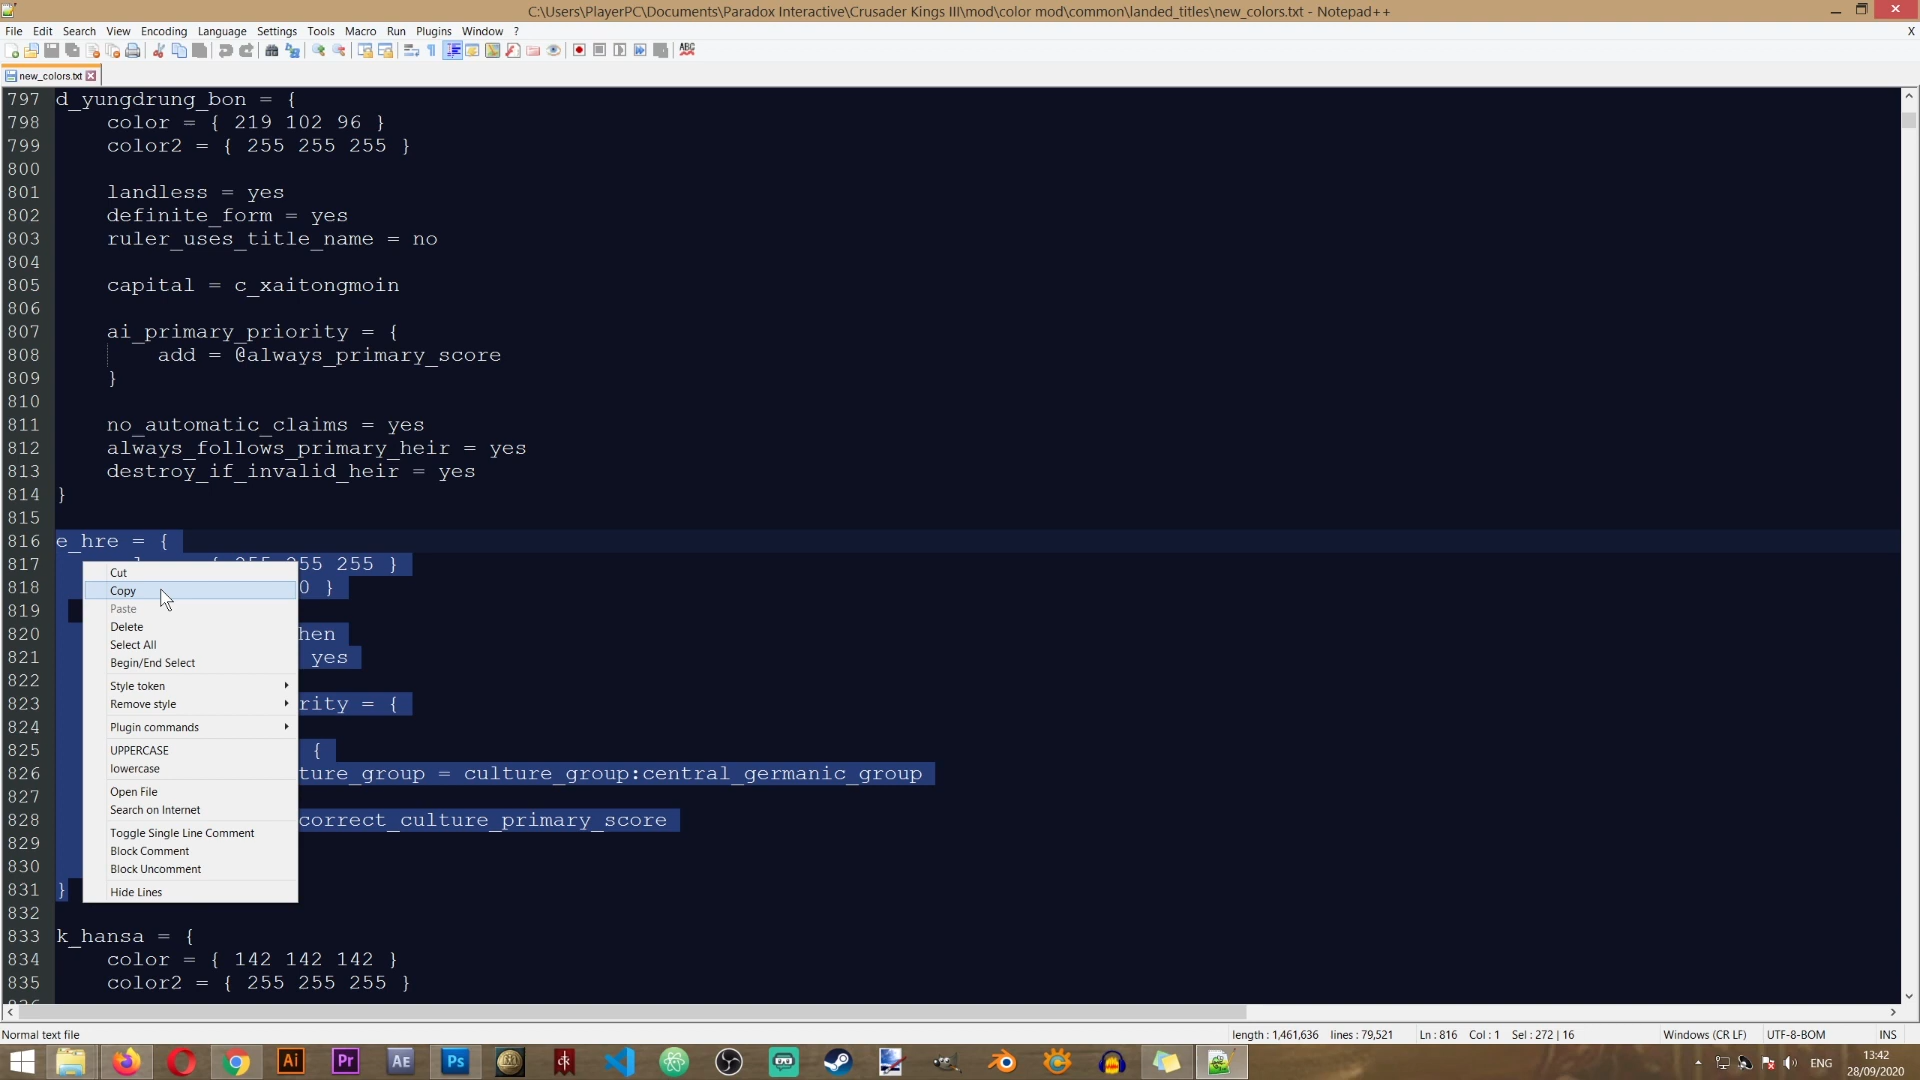 C:\Users\PlayerPC\Documents\Paradox Interactive\Crusader Kings III\mod\color mod\common\landed_titles\new_colors.txt - Notepad++
File Edit Search View Encoding Language Settings Tools Macro Run Plugins Window ? X
new_colors.txt
797 d_yungdrung_bon = {
798 color = { 219 102 96 }
799 color2 = { 255 255 255 }
800
801 landless = yes
802 definite_form = yes
803 ruler_uses_title_name = no
804
805 capital = c_xaitongmoin
806
807 ai_primary_priority = {
808 add = @always_primary_score
809 }
810
811 no_automatic_claims = yes
812 always_follows_primary_heir = yes
813 destroy_if_invalid_heir = yes
814 }
815
816 e_hre = {
817 255 255 }
818 0 }
819
820 hen
821 yes
822
823 rity = {
824
825 {
826 ture_group = culture_group:central_germanic_group
827
828 correct_culture_primary_score
829
830
831 }
832
833 k_hansa = {
834 color = { 142 142 142 }
835 color2 = { 255 255 255 }
Cut
Copy
Paste
Delete
Select All
Begin/End Select
Style token
Remove style
Plugin commands
UPPERCASE
lowercase
Open File
Search on Internet
Toggle Single Line Comment
Block Comment
Block Uncomment
Hide Lines
Normal text file length : 1,461,636 lines : 79,521 Ln : 816 Col : 1 Sel : 272 | 16 Windows (CR LF) UTF-8-BOM INS
Ai Pr AE Ps ENG
13:42
28/09/2020